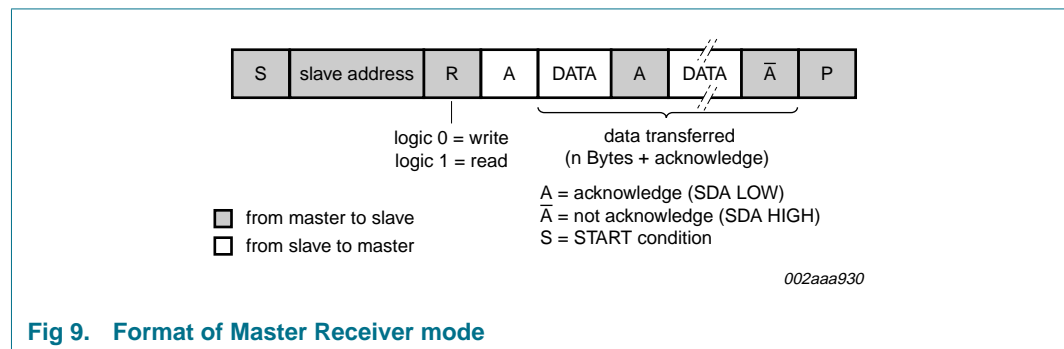 S slave address R A DATA A DATA A̅ P
logic 0 = write
logic 1 = read
data transferred
(n Bytes + acknowledge)
A = acknowledge (SDA LOW)
A̅ = not acknowledge (SDA HIGH)
S = START condition
from master to slave
from slave to master
002aaa930
Fig 9. Format of Master Receiver mode